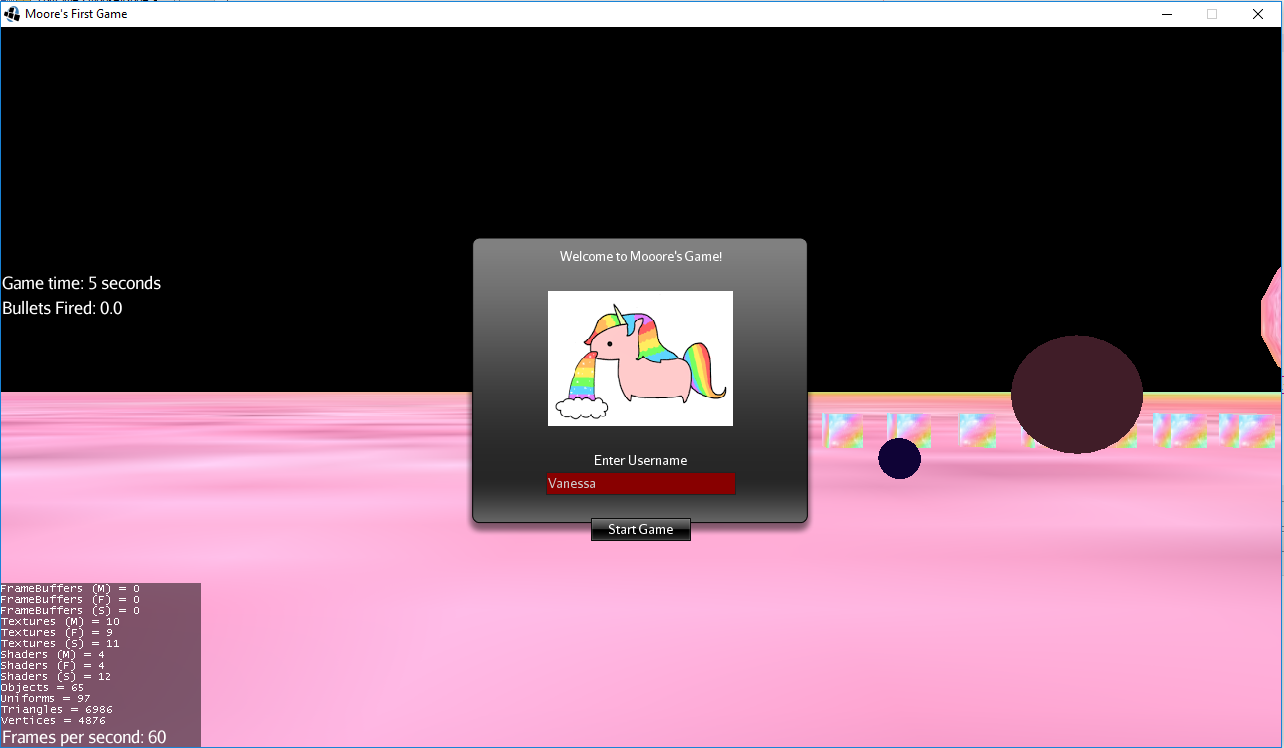 Moore's First Game
Game time: 5 seconds
Bullets Fired: 0.0
Welcome to Mooore's Game!
Enter Username
Vanessa
Start Game
FrameBuffers (M) = 0
FrameBuffers (F) = 0
FrameBuffers (S) = 0
Textures (M) = 10
Textures (F) = 9
Textures (S) = 11
Shaders (M) = 4
Shaders (F) = 4
Shaders (S) = 12
Objects = 65
Uniforms = 97
Triangles = 6986
Vertices = 4876
Frames per second: 60